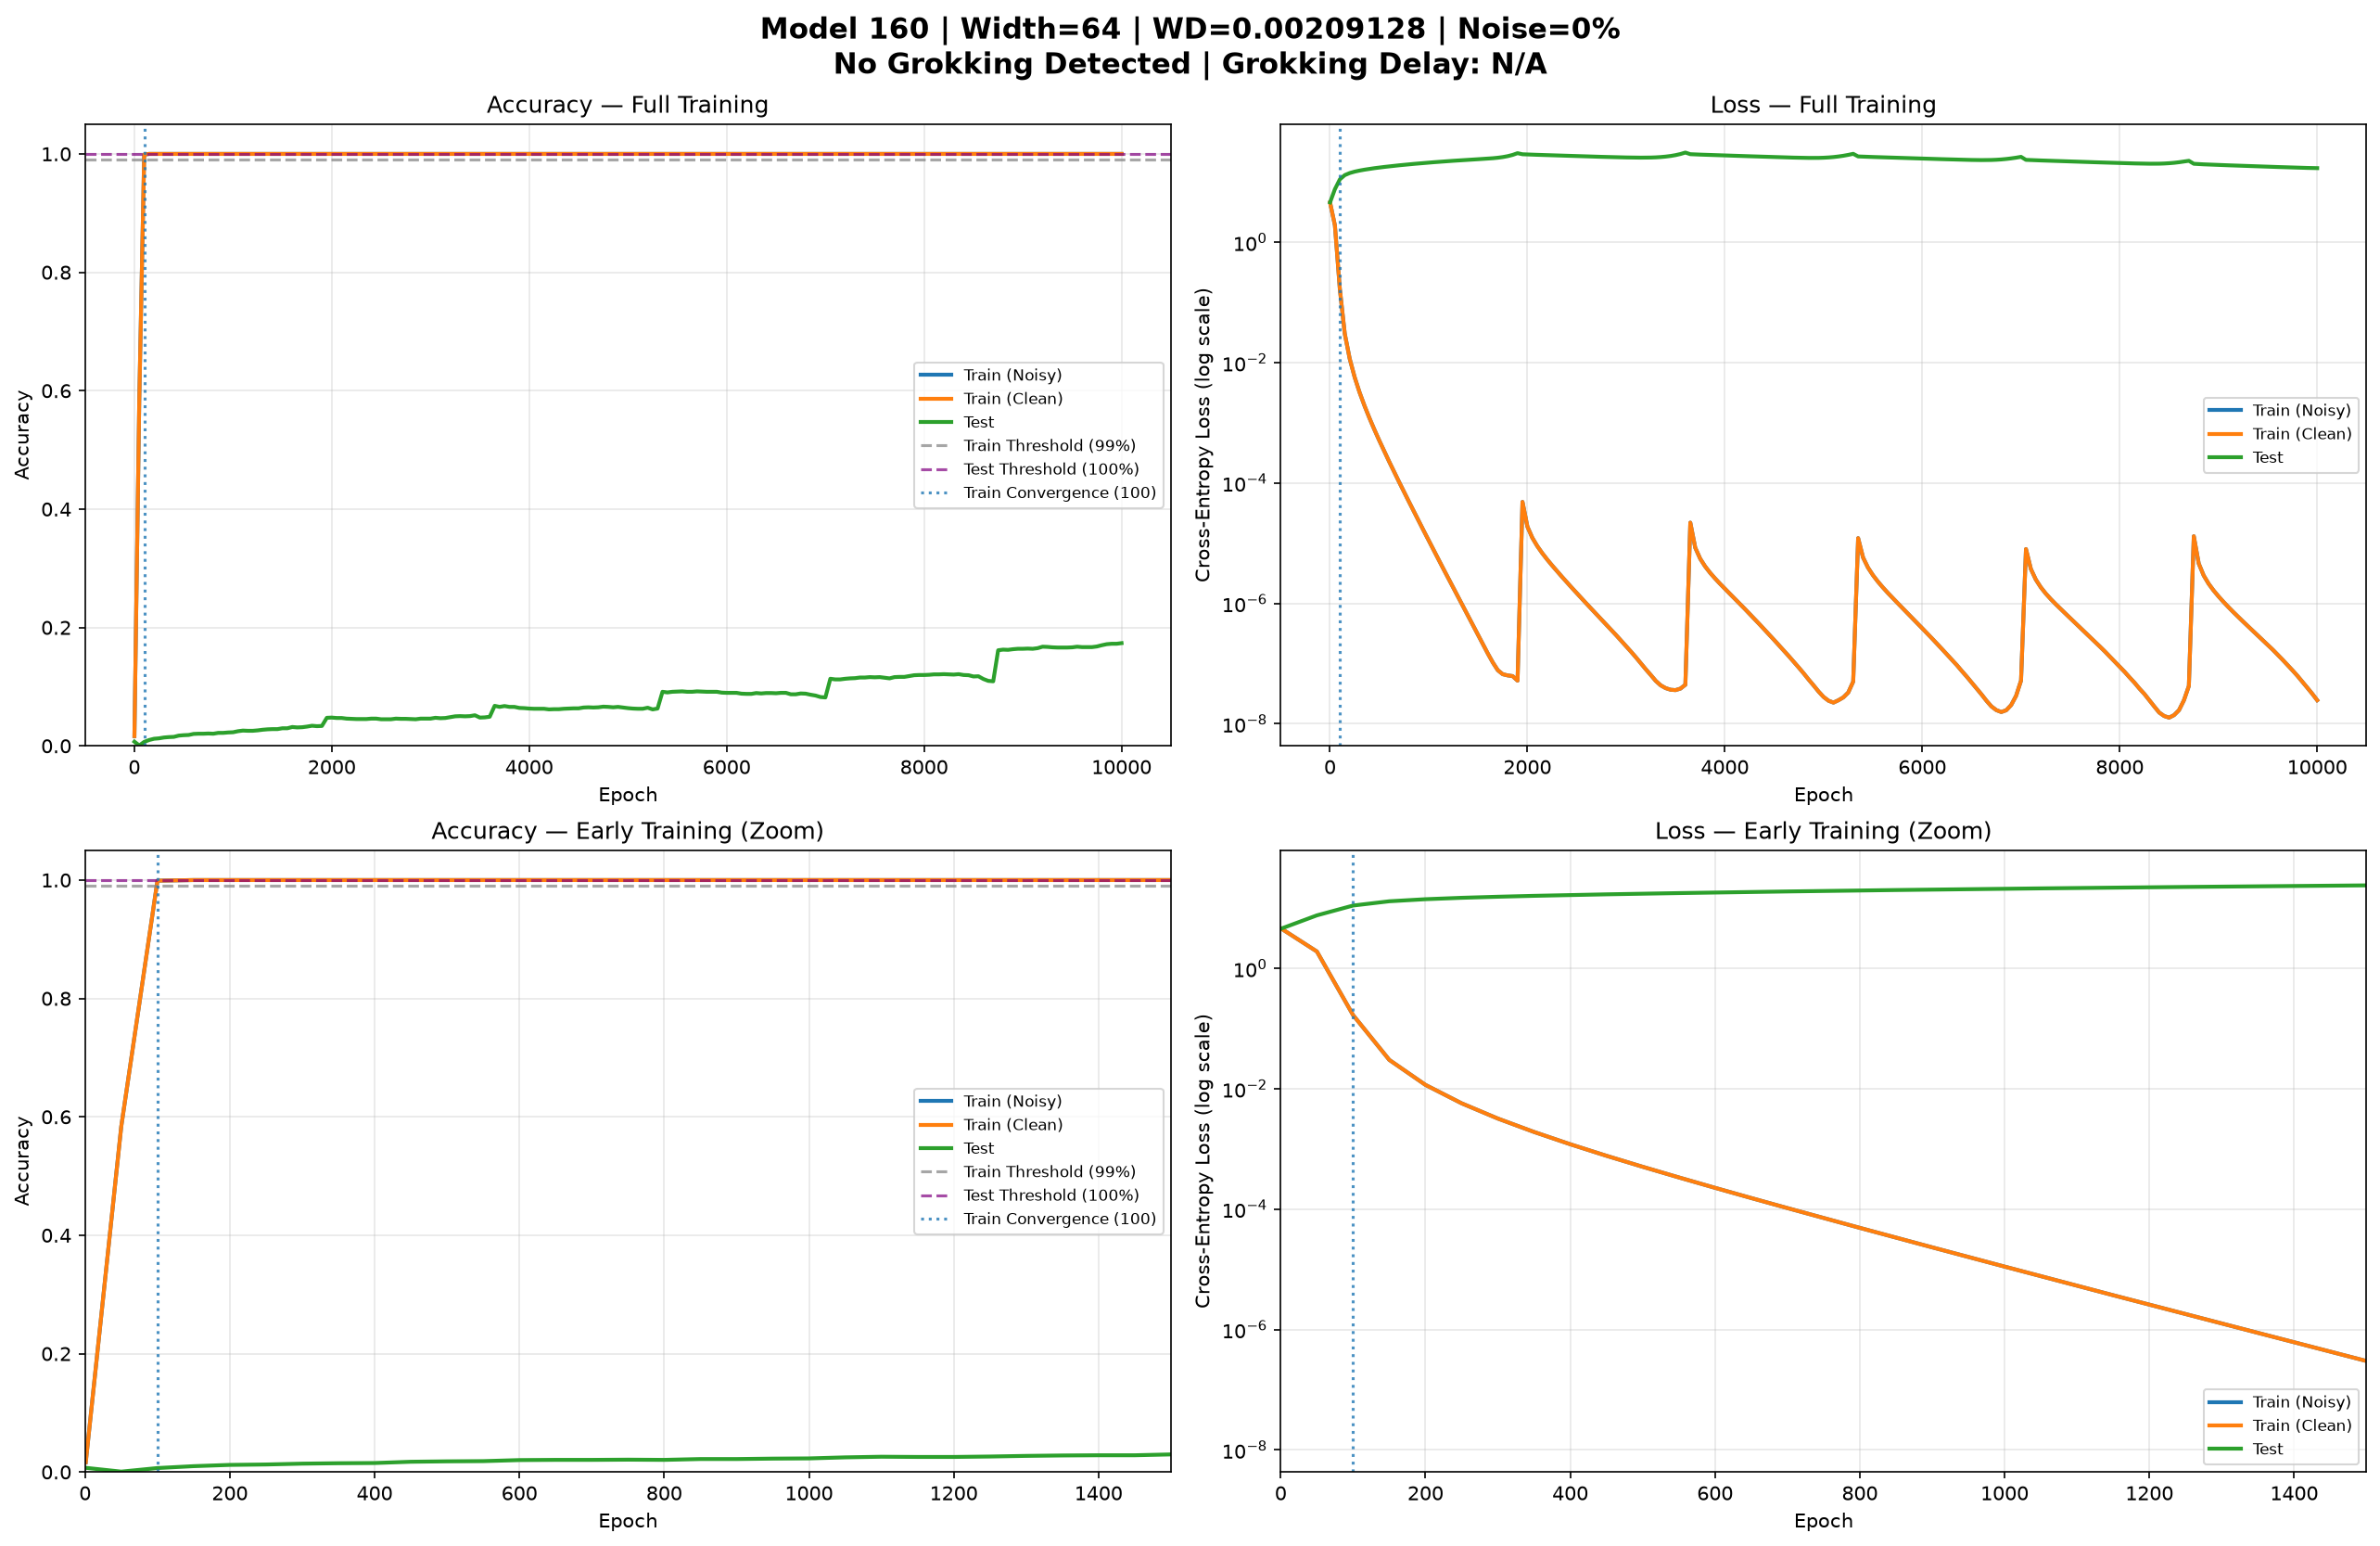 Model 160 | Width=64 | WD=0.00209128 | Noise=0%
No Grokking Detected | Grokking Delay: N/A
Accuracy — Full Training
1.0
0.8
0.6
0.4
0.2
0.0
Accuracy
0 2000 4000 6000 8000 10000
Epoch
Train (Noisy)
Train (Clean)
Test
Train Threshold (99%)
Test Threshold (100%)
Train Convergence (100)
Loss — Full Training
10⁰
10⁻²
10⁻⁴
10⁻⁶
10⁻⁸
Cross-Entropy Loss (log scale)
0 2000 4000 6000 8000 10000
Epoch
Train (Noisy)
Train (Clean)
Test
Accuracy — Early Training (Zoom)
1.0
0.8
0.6
0.4
0.2
0.0
Accuracy
0 200 400 600 800 1000 1200 1400
Epoch
Train (Noisy)
Train (Clean)
Test
Train Threshold (99%)
Test Threshold (100%)
Train Convergence (100)
Loss — Early Training (Zoom)
10⁰
10⁻²
10⁻⁴
10⁻⁶
10⁻⁸
Cross-Entropy Loss (log scale)
0 200 400 600 800 1000 1200 1400
Epoch
Train (Noisy)
Train (Clean)
Test